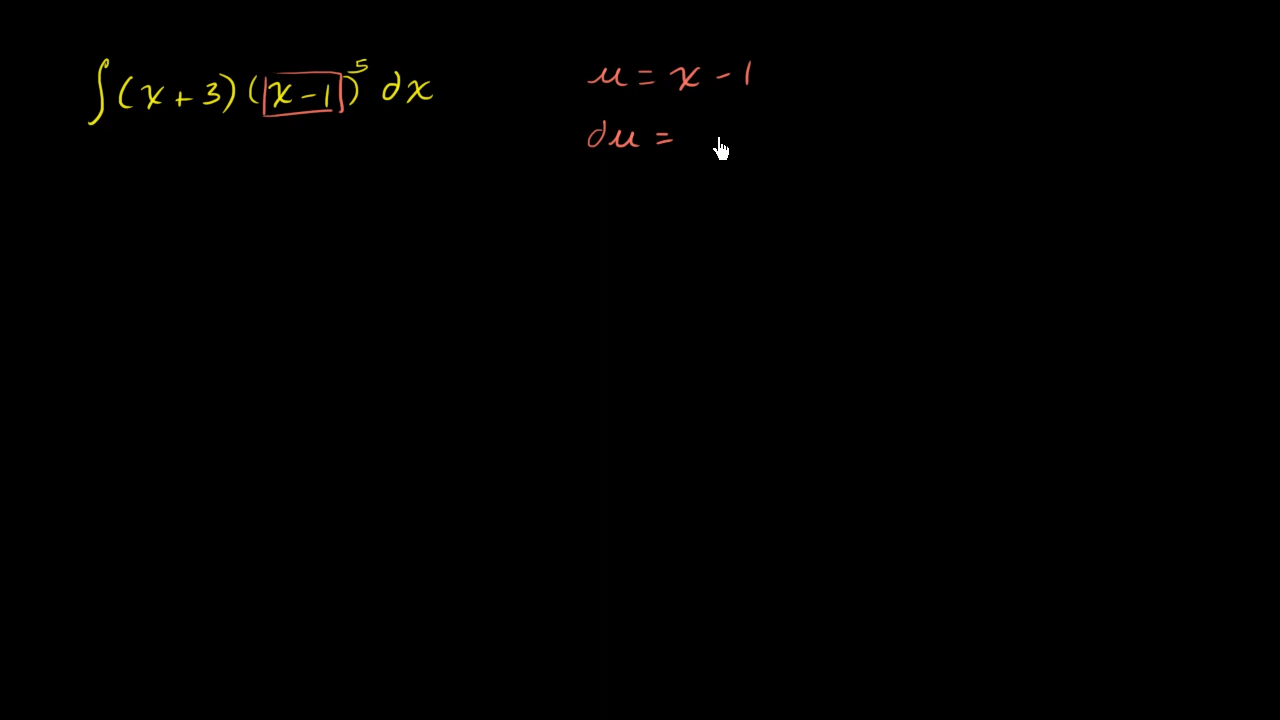 ∫(x+3)(x-1)⁵ dx
u = x - 1
du =